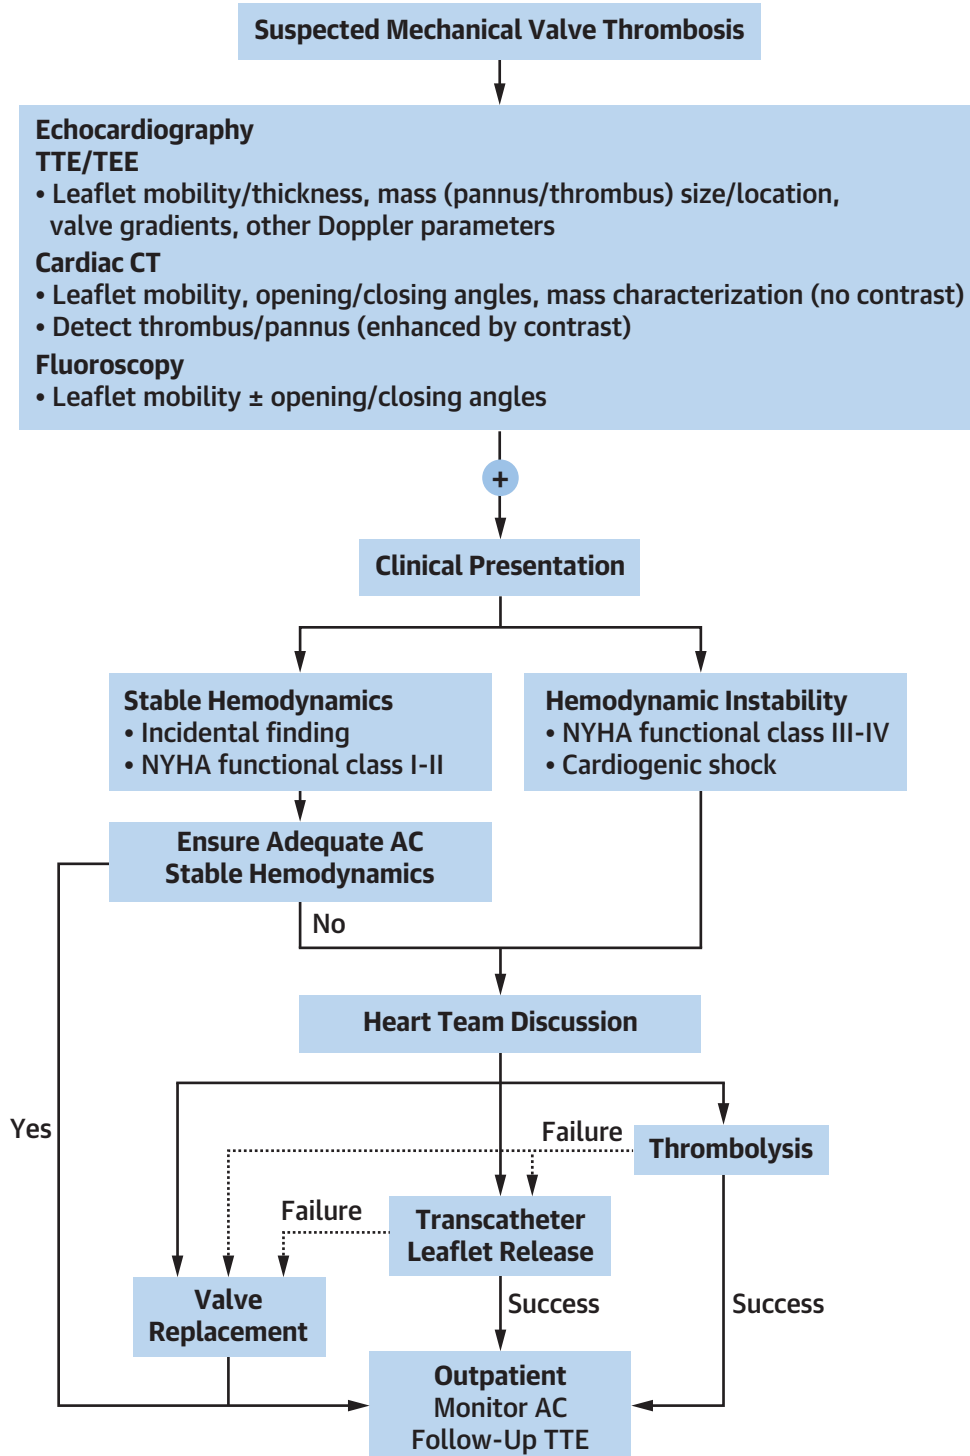 Suspected Mechanical Valve Thrombosis
Echocardiography
TTE/TEE
• Leaflet mobility/thickness, mass (pannus/thrombus) size/location,
valve gradients, other Doppler parameters
Cardiac CT
• Leaflet mobility, opening/closing angles, mass characterization (no contrast)
• Detect thrombus/pannus (enhanced by contrast)
Fluoroscopy
• Leaflet mobility ± opening/closing angles
+
Clinical Presentation
Stable Hemodynamics
• Incidental finding
• NYHA functional class I-II
Hemodynamic Instability
• NYHA functional class III-IV
• Cardiogenic shock
Ensure Adequate AC
Stable Hemodynamics
No
Heart Team Discussion
Yes
Failure
Thrombolysis
Failure
Transcatheter
Leaflet Release
Valve
Replacement
Success
Success
Outpatient
Monitor AC
Follow-Up TTE